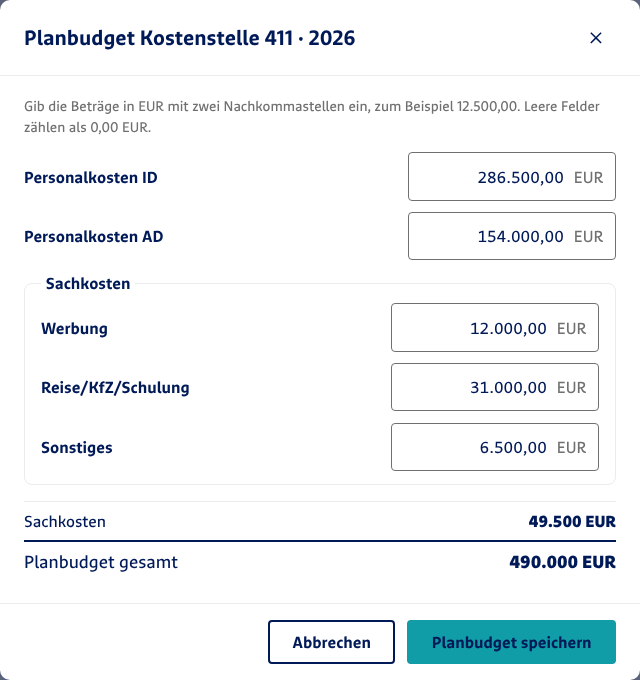 Planbudget Kostenstelle 411 · 2026
Gib die Beträge in EUR mit zwei Nachkommastellen ein, zum Beispiel 12.500,00. Leere Felder
zählen als 0,00 EUR.
Personalkosten ID 286.500,00 EUR
Personalkosten AD 154.000,00 EUR
Sachkosten
Werbung 12.000,00 EUR
Reise/KfZ/Schulung 31.000,00 EUR
Sonstiges 6.500,00 EUR
Sachkosten 49.500 EUR
Planbudget gesamt 490.000 EUR
Abbrechen Planbudget speichern